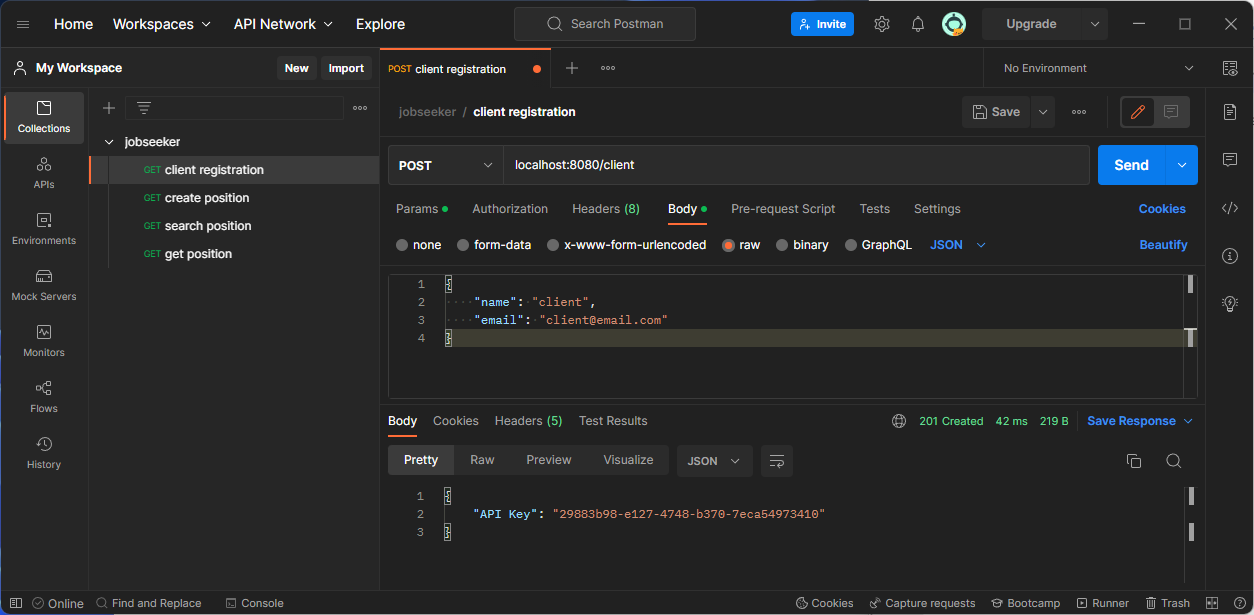 Home Workspaces API Network Explore Search Postman Invite Upgrade
My Workspace New Import POST client registration No Environment
Collections
APIs
Environments
Mock Servers
Monitors
Flows
History
jobseeker
GET client registration
GET create position
GET search position
GET get position
jobseeker / client registration Save
POST localhost:8080/client Send
Params Authorization Headers (8) Body Pre-request Script Tests Settings Cookies
none form-data x-www-form-urlencoded raw binary GraphQL JSON Beautify
1 {
2 ····"name":·"client",
3 ····"email":·"client@email.com"
4 }
Body Cookies Headers (5) Test Results 201 Created 42 ms 219 B Save Response
Pretty Raw Preview Visualize JSON
1 {
2 "API Key": "29883b98-e127-4748-b370-7eca54973410"
3 }
Online Find and Replace Console Cookies Capture requests Bootcamp Runner Trash